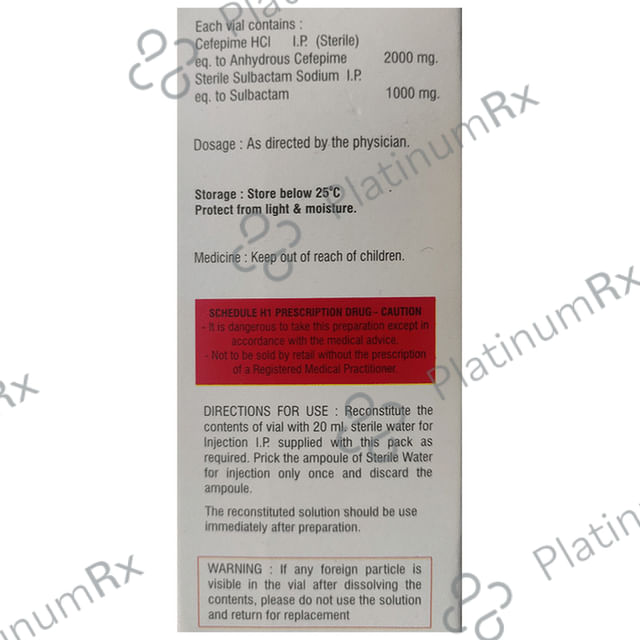 Each vial contains :
Cefepime HCl I.P. (Sterile)
eq. to Anhydrous Cefepime 2000 mg.
Sterile Sulbactam Sodium I.P.
eq. to Sulbactam 1000 mg.
Dosage : As directed by the physician.
Storage : Store below 25°C
Protect from light & moisture.
Medicine : Keep out of reach of children.
SCHEDULE H1 PRESCRIPTION DRUG - CAUTION
- It is dangerous to take this preparation except in
accordance with the medical advice.
- Not to be sold by retail without the prescription
of a Registered Medical Practitioner.
DIRECTIONS FOR USE : Reconstitute the
contents of vial with 20 ml. sterile water for
Injection I.P. supplied with this pack as
required. Prick the ampoule of Sterile Water
for injection only once and discard the
ampoule.
The reconstituted solution should be use
immediately after preparation.
WARNING : If any foreign particle is
visible in the vial after dissolving the
contents, please do not use the solution
and return for replacement
PlatinumRx
PlatinumRx
PlatinumRx
PlatinumRx
Rx